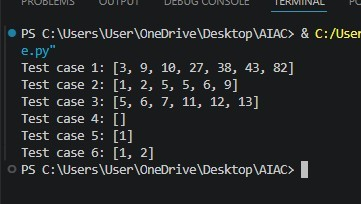 PROBLEMS OUTPUT DEBUG CONSOLE TERMINAL PORTS
PS C:\Users\User\OneDrive\Desktop\AIAC> & C:/User
e.py"
Test case 1: [3, 9, 10, 27, 38, 43, 82]
Test case 2: [1, 2, 5, 5, 6, 9]
Test case 3: [5, 6, 7, 11, 12, 13]
Test case 4: []
Test case 5: [1]
Test case 6: [1, 2]
PS C:\Users\User\OneDrive\Desktop\AIAC>